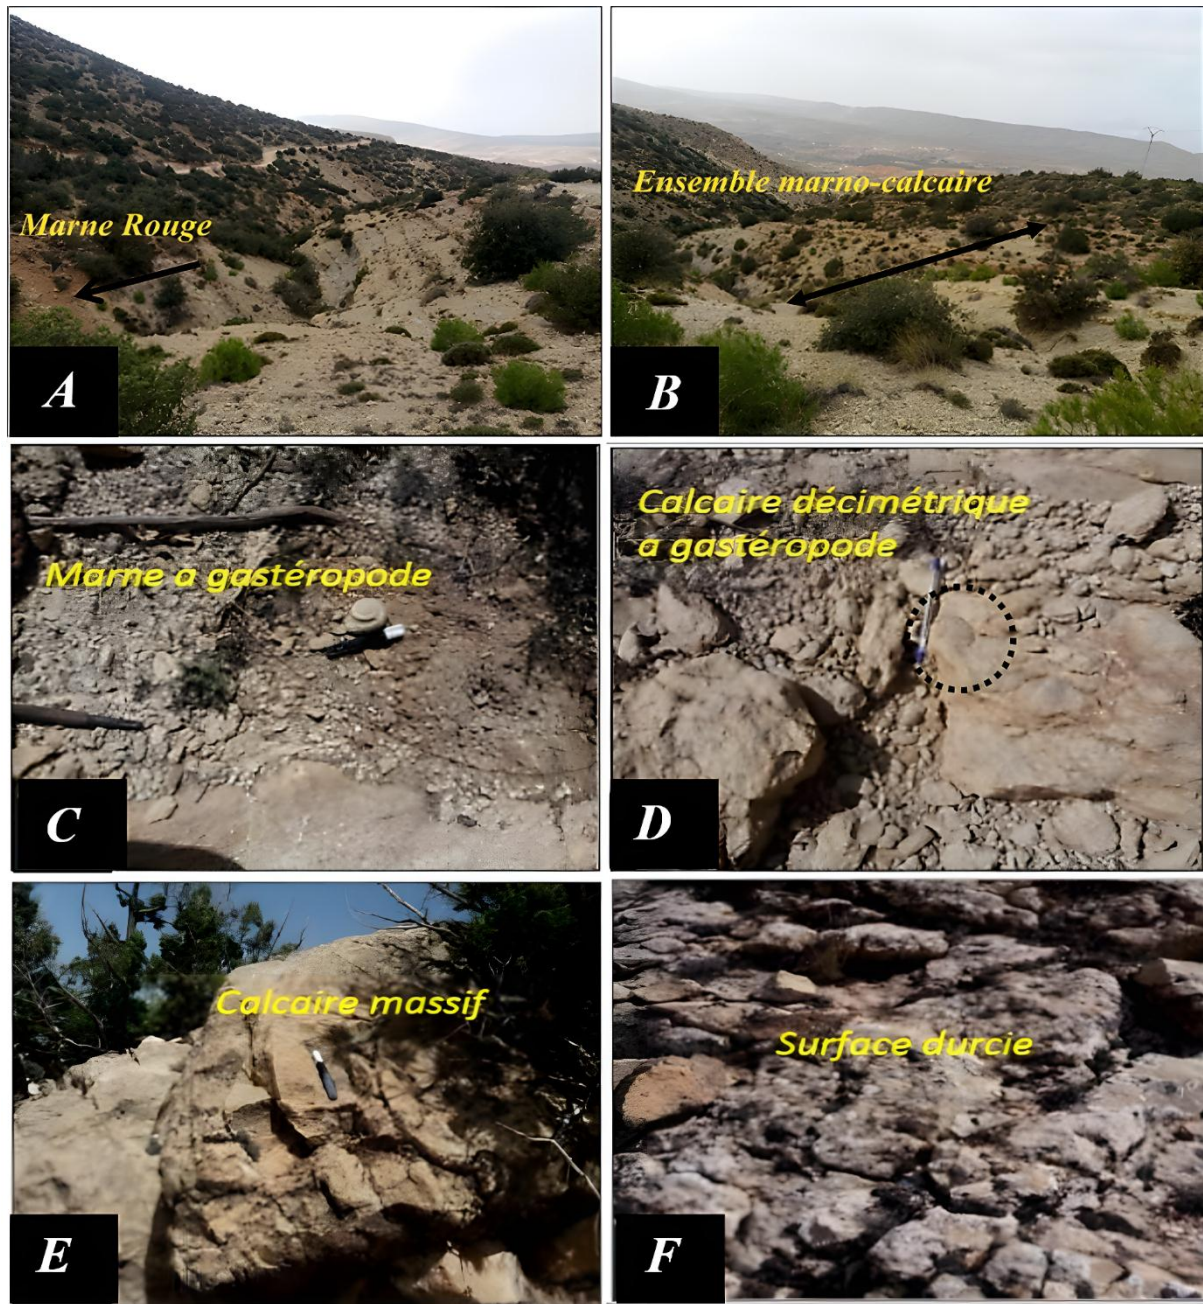 Marne Rouge
A
Ensemble marno-calcaire
B
Marne a gastéropode
C
Calcaire décimétrique
a gastéropode
D
Calcaire massif
E
Surface durcie
F